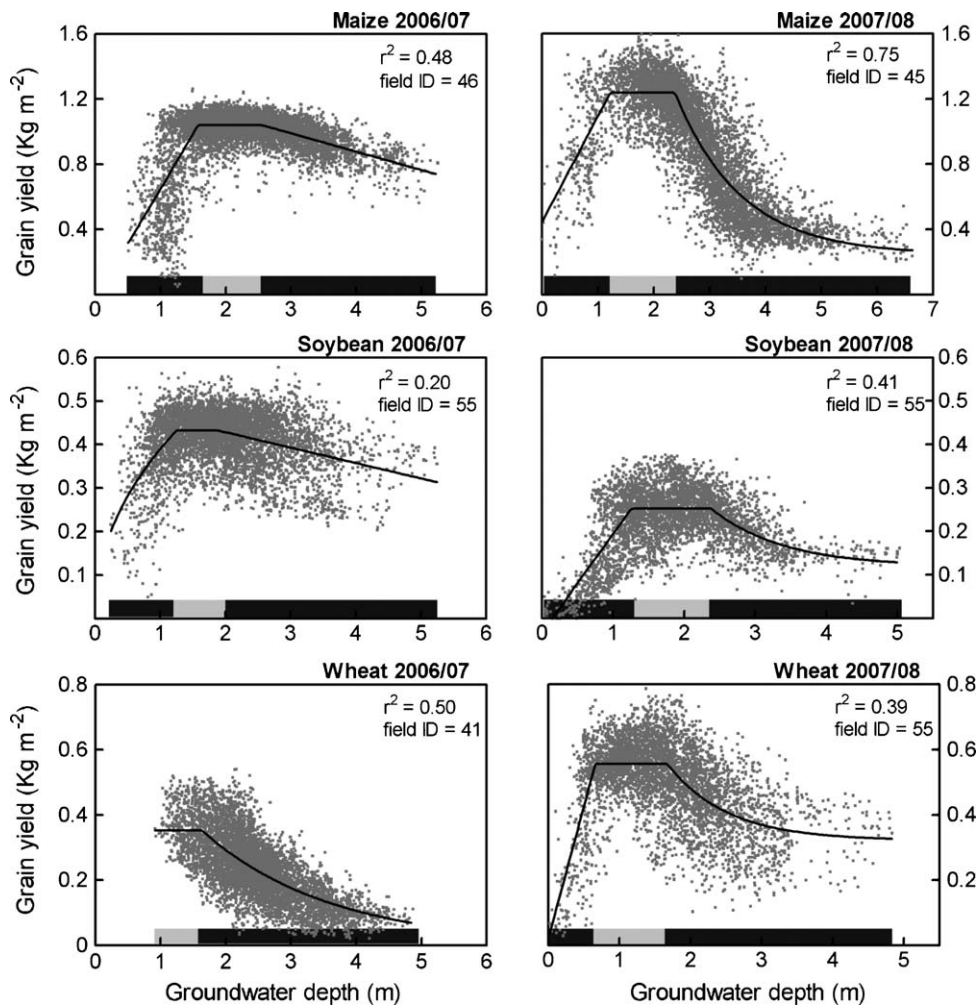 Maize 2006/07
Maize 2007/08
1.6
1.2
0.8
0.4
Grain yield (Kg m⁻²)
r² = 0.48
field ID = 46
0 1 2 3 4 5 6
r² = 0.75
field ID = 45
1.6
1.2
0.8
0.4
0 1 2 3 4 5 6 7
Soybean 2006/07
Soybean 2007/08
0.6
0.5
0.4
0.3
0.2
0.1
Grain yield (Kg m⁻²)
r² = 0.20
field ID = 55
0 1 2 3 4 5 6
r² = 0.41
field ID = 55
0.6
0.5
0.4
0.3
0.2
0.1
0 1 2 3 4 5
Wheat 2006/07
Wheat 2007/08
0.8
0.6
0.4
0.2
0
Grain yield (Kg m⁻²)
r² = 0.50
field ID = 41
0 1 2 3 4 5 6
Groundwater depth (m)
r² = 0.39
field ID = 55
0.8
0.6
0.4
0.2
0
0 1 2 3 4 5
Groundwater depth (m)